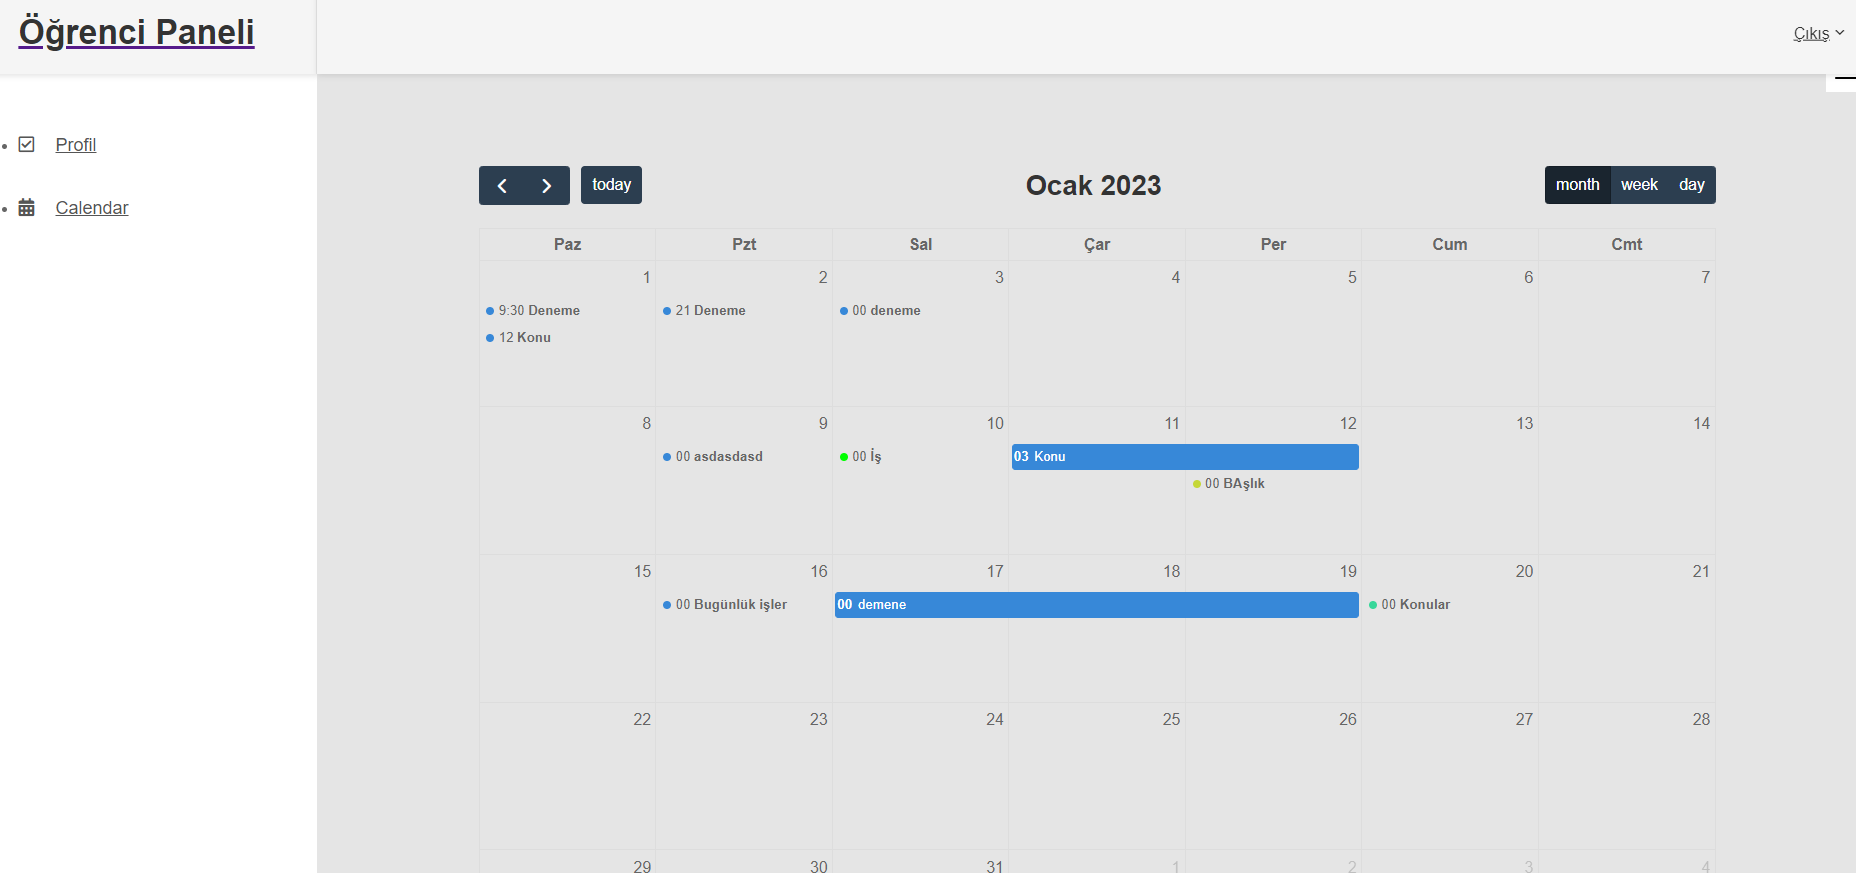 Öğrenci Paneli
Çıkış
Profil
Calendar
today
Ocak 2023
month week day
Paz Pzt Sal Çar Per Cum Cmt
1 2 3 4 5 6 7
9:30 Deneme 21 Deneme 00 deneme
12 Konu
8 9 10 11 12 13 14
00 asdasdasd 00 İş 03 Konu
00 BAşlık
15 16 17 18 19 20 21
00 Bugünlük işler 00 demene 00 Konular
22 23 24 25 26 27 28
29 30 31 1 2 3 4